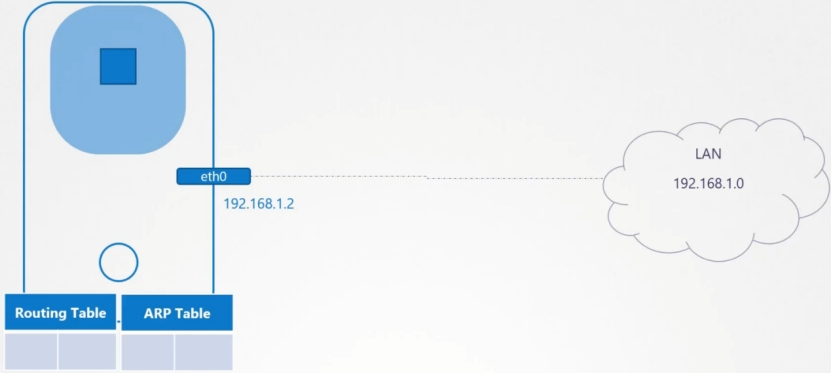 eth0
192.168.1.2
LAN
192.168.1.0
Routing Table
ARP Table